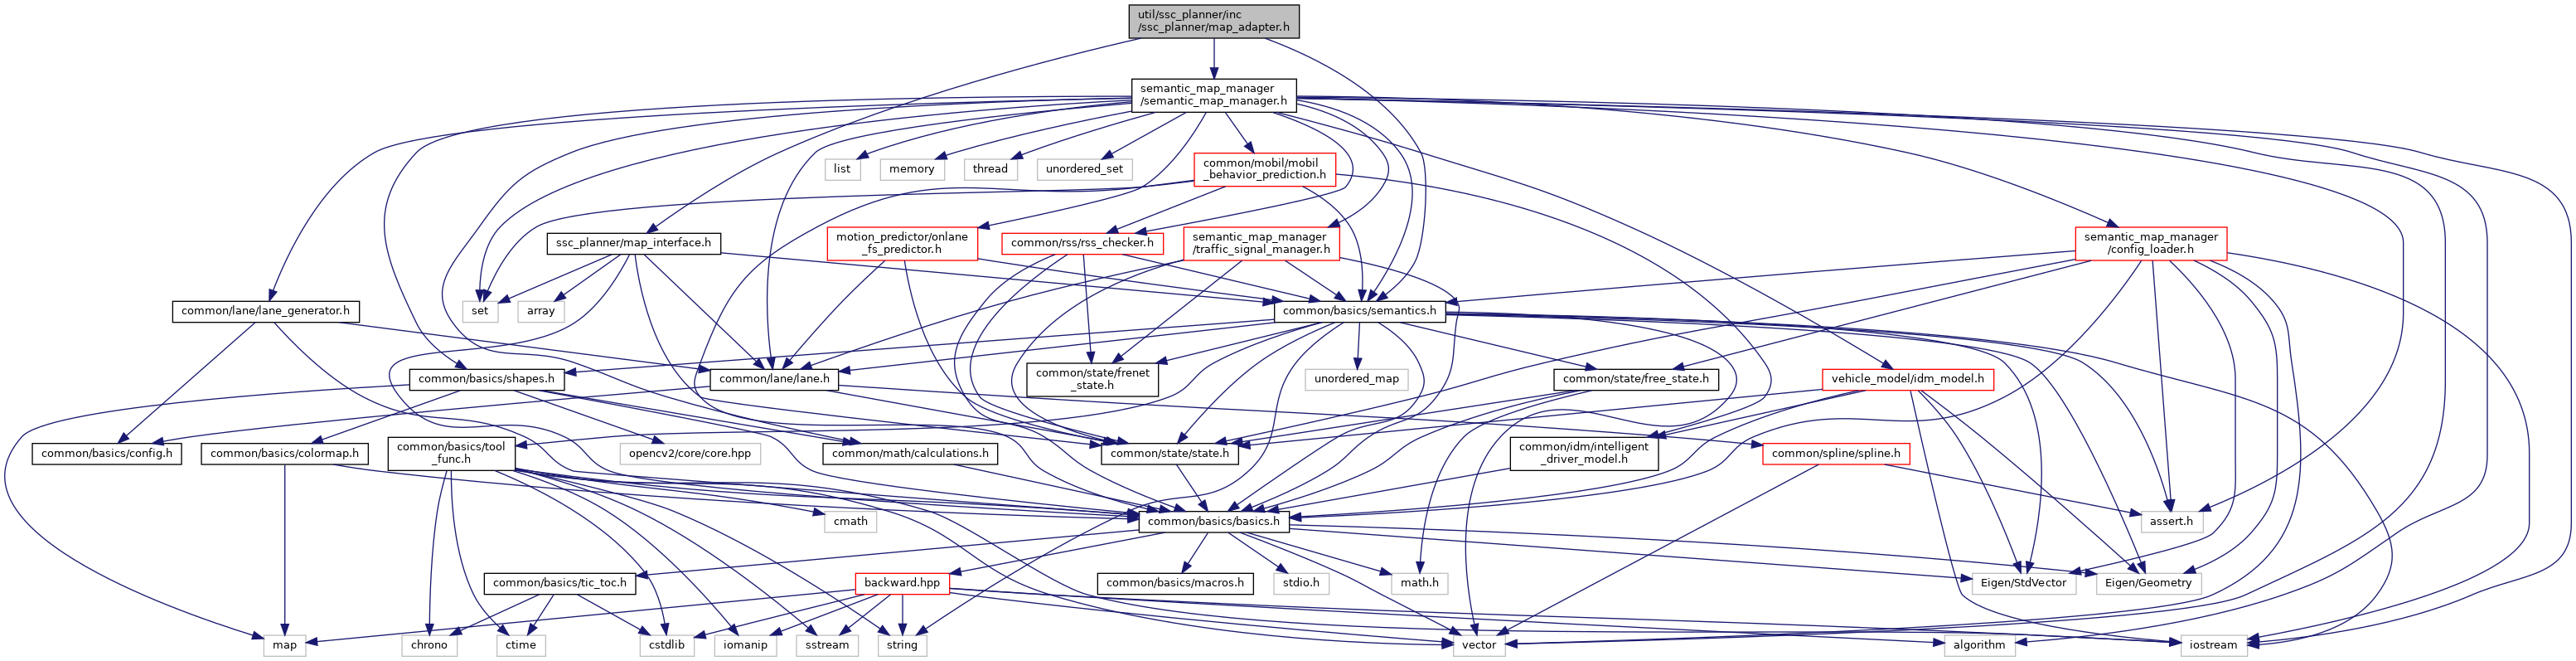 util/ssc_planner/inc
/ssc_planner/map_adapter.h
semantic_map_manager
/semantic_map_manager.h
list
memory
thread
unordered_set
common/mobil/mobil
_behavior_prediction.h
ssc_planner/map_interface.h
motion_predictor/onlane
_fs_predictor.h
common/rss/rss_checker.h
semantic_map_manager
/traffic_signal_manager.h
semantic_map_manager
/config_loader.h
common/lane/lane_generator.h
set
array
common/basics/semantics.h
common/basics/shapes.h
common/lane/lane.h
common/state/frenet
_state.h
unordered_map
common/state/free_state.h
vehicle_model/idm_model.h
common/basics/config.h
common/basics/colormap.h
common/basics/tool
_func.h
opencv2/core/core.hpp
common/math/calculations.h
common/state/state.h
common/idm/intelligent
_driver_model.h
common/spline/spline.h
cmath
common/basics/basics.h
assert.h
common/basics/tic_toc.h
backward.hpp
common/basics/macros.h
stdio.h
math.h
Eigen/StdVector
Eigen/Geometry
map
chrono
ctime
cstdlib
iomanip
sstream
string
vector
algorithm
iostream